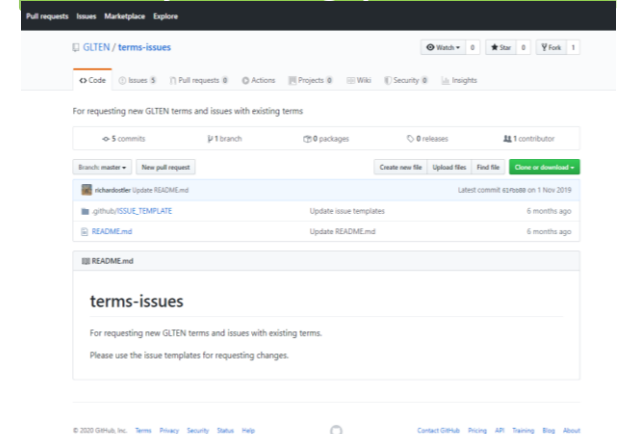 Pull requests Issues Marketplace Explore
GLTEN / terms-issues
Watch 0 Star 0 Fork 1
Code Issues 5 Pull requests 0 Actions Projects 0 Wiki Security 0 Insights
For requesting new GLTEN terms and issues with existing terms
5 commits 1 branch 0 packages 0 releases 1 contributor
Branch: master New pull request Create new file Upload files Find file Clone or download
richardostler Update README.md Latest commit on 1 Nov 2019
.github/ISSUE_TEMPLATE Update issue templates 6 months ago
README.md Update README.md 6 months ago
README.md
terms-issues
For requesting new GLTEN terms and issues with existing terms.
Please use the issue templates for requesting changes.
© 2020 GitHub, Inc. Terms Privacy Security Status Help Contact GitHub Pricing API Training Blog About